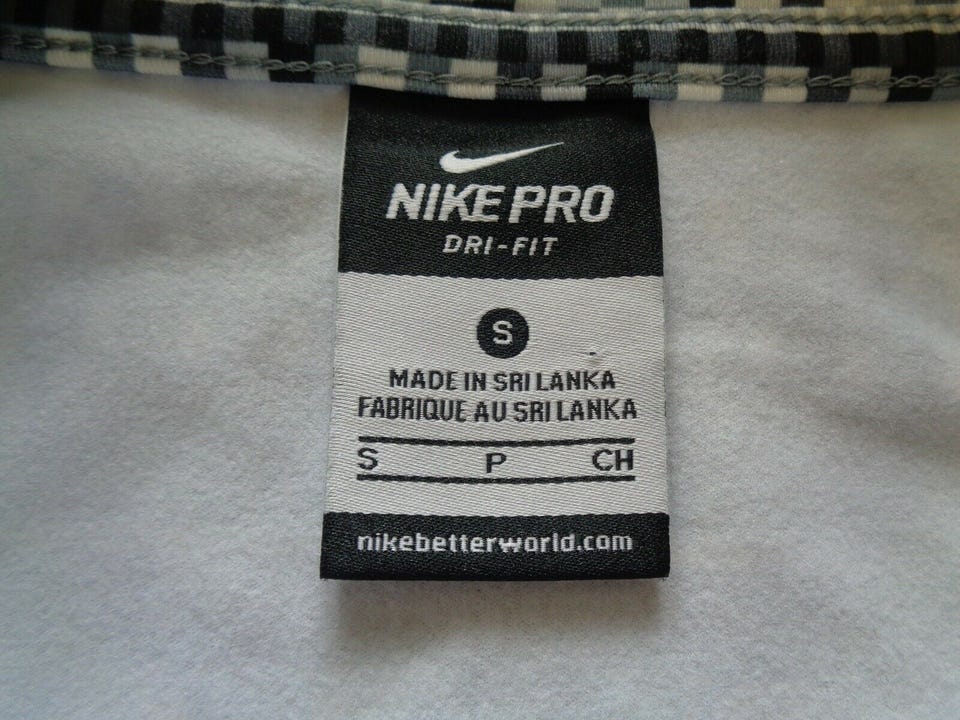 NIKE PRO
DRI-FIT
S
MADE IN SRI LANKA
FABRIQUE AU SRI LANKA
S P CH
nikebetterworld.com